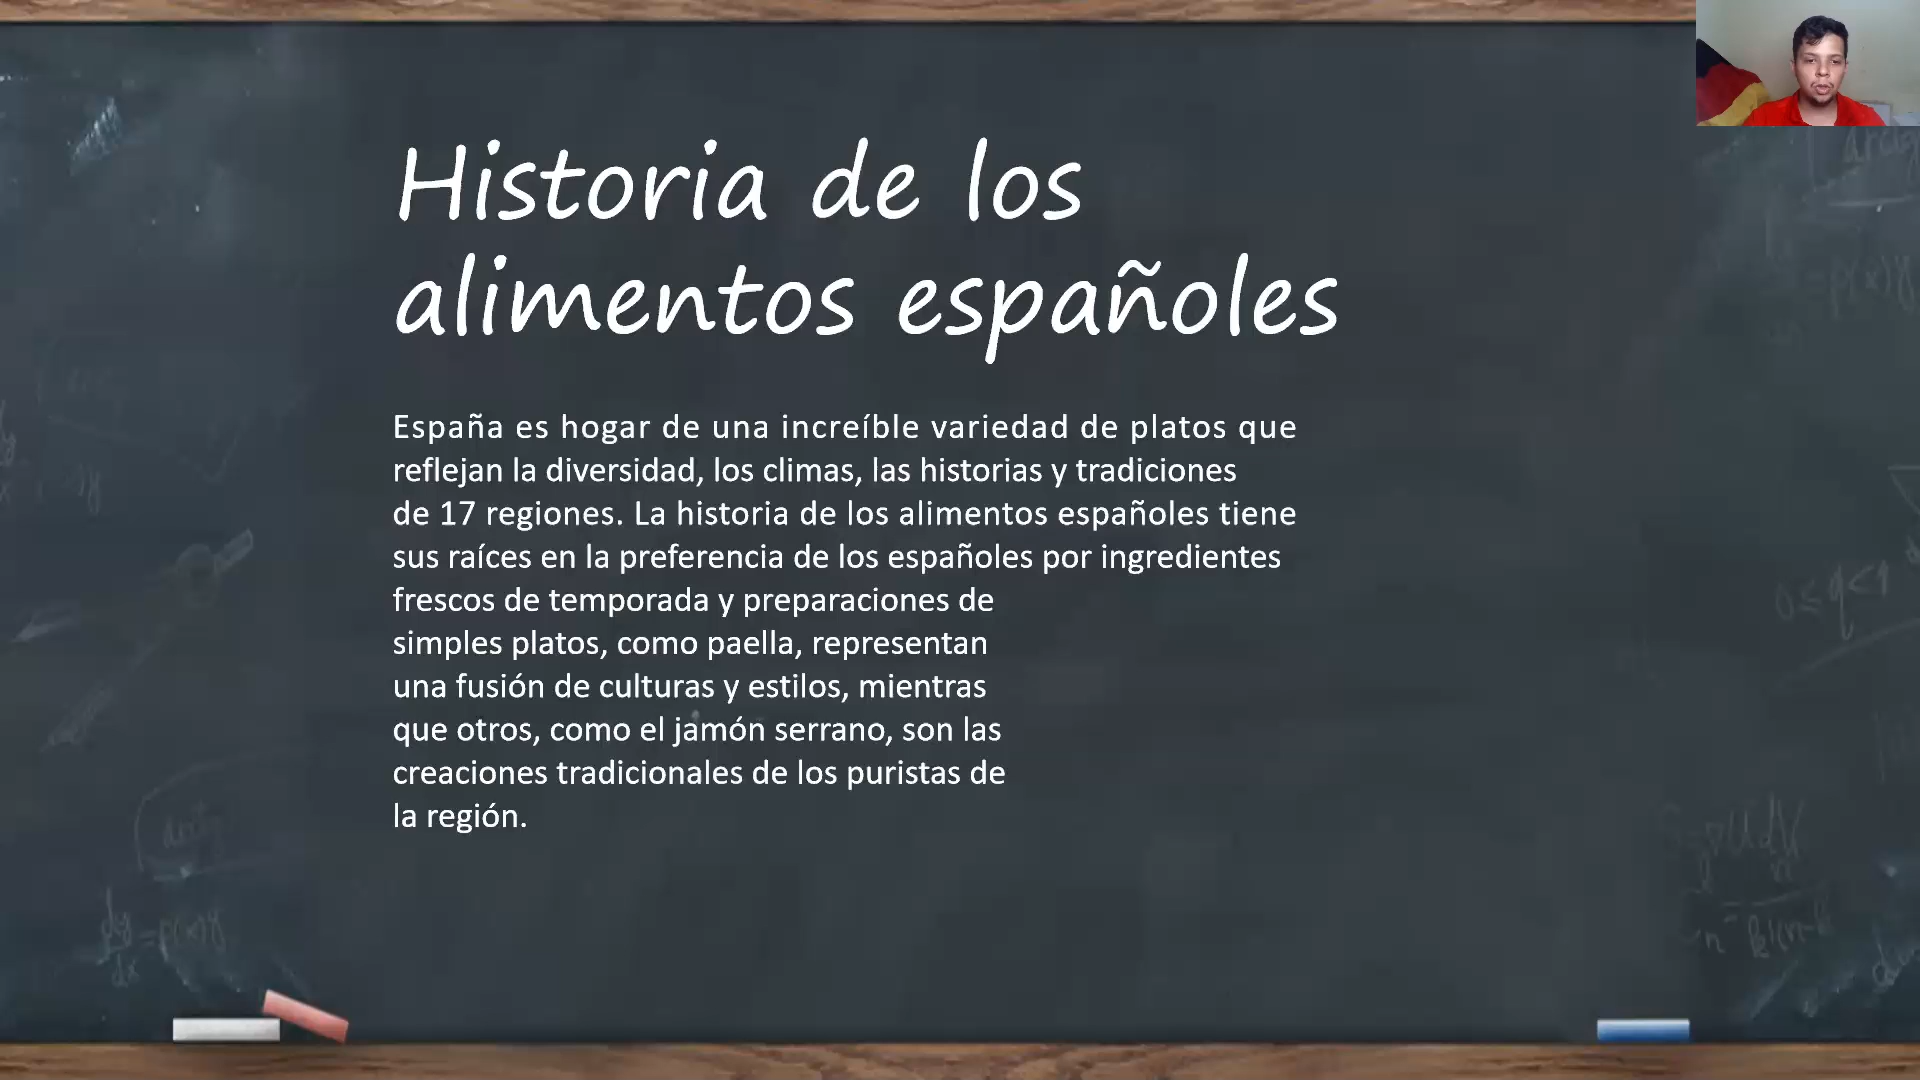 Historia de los
alimentos españoles
España es hogar de una increíble variedad de platos que
reflejan la diversidad, los climas, las historias y tradiciones
de 17 regiones. La historia de los alimentos españoles tiene
sus raíces en la preferencia de los españoles por ingredientes
frescos de temporada y preparaciones de
simples platos, como paella, representan
una fusión de culturas y estilos, mientras
que otros, como el jamón serrano, son las
creaciones tradicionales de los puristas de
la región.